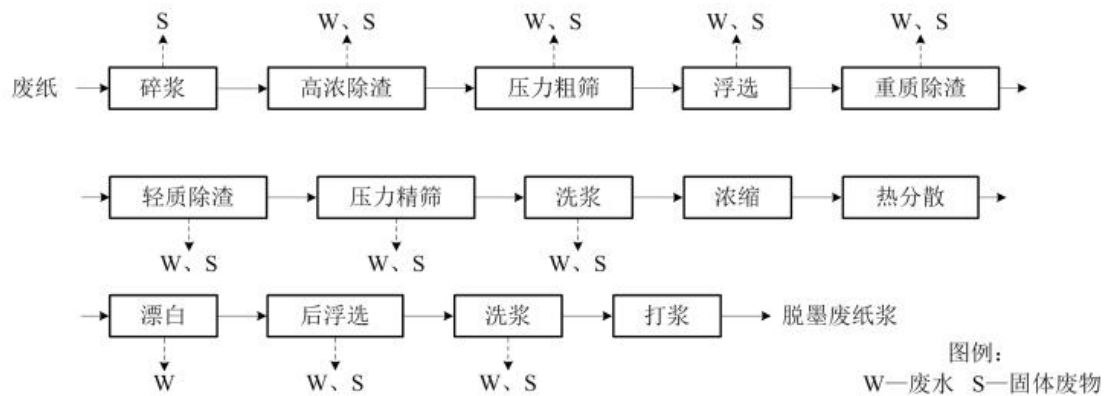 S W、S W、S W、S W、S
废纸 碎浆 高浓除渣 压力粗筛 浮选 重质除渣
轻质除渣 压力精筛 洗浆 浓缩 热分散
W、S W、S W、S
漂白 后浮选 洗浆 打浆 脱墨废纸浆
W W、S W、S
图例：
W—废水 S—固体废物